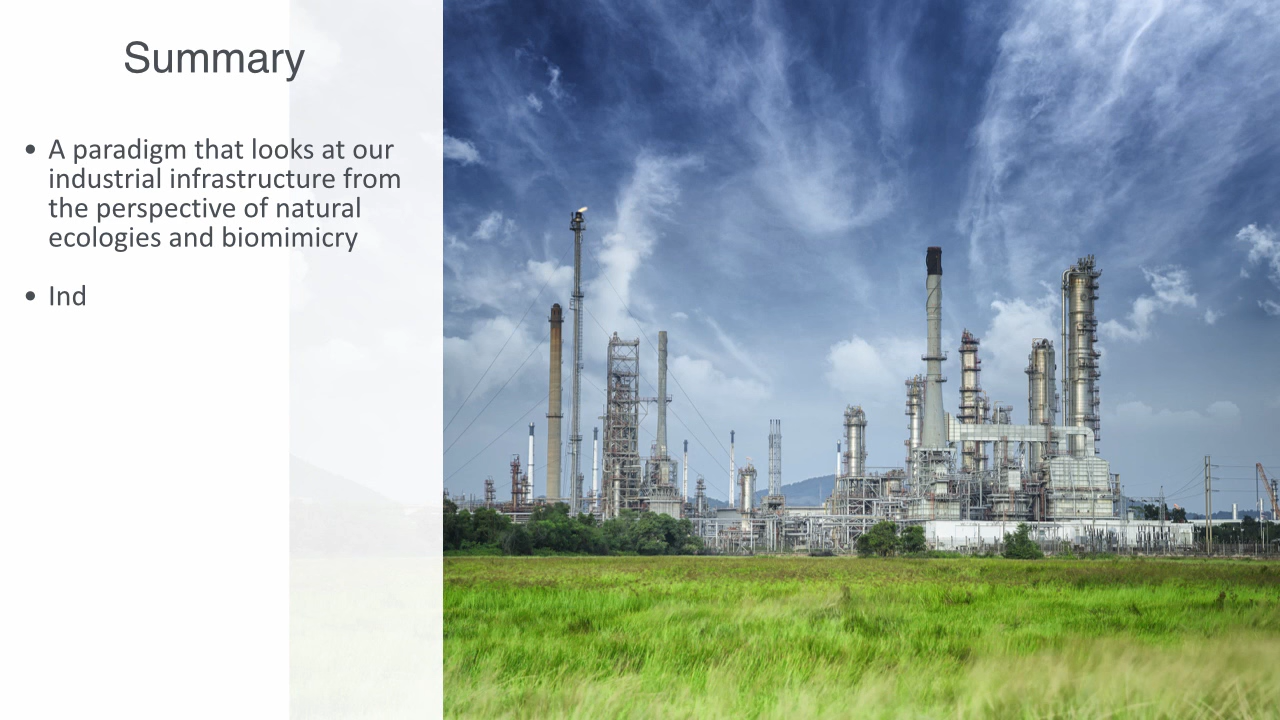 Summary
• A paradigm that looks at our
industrial infrastructure from
the perspective of natural
ecologies and biomimicry
• Ind